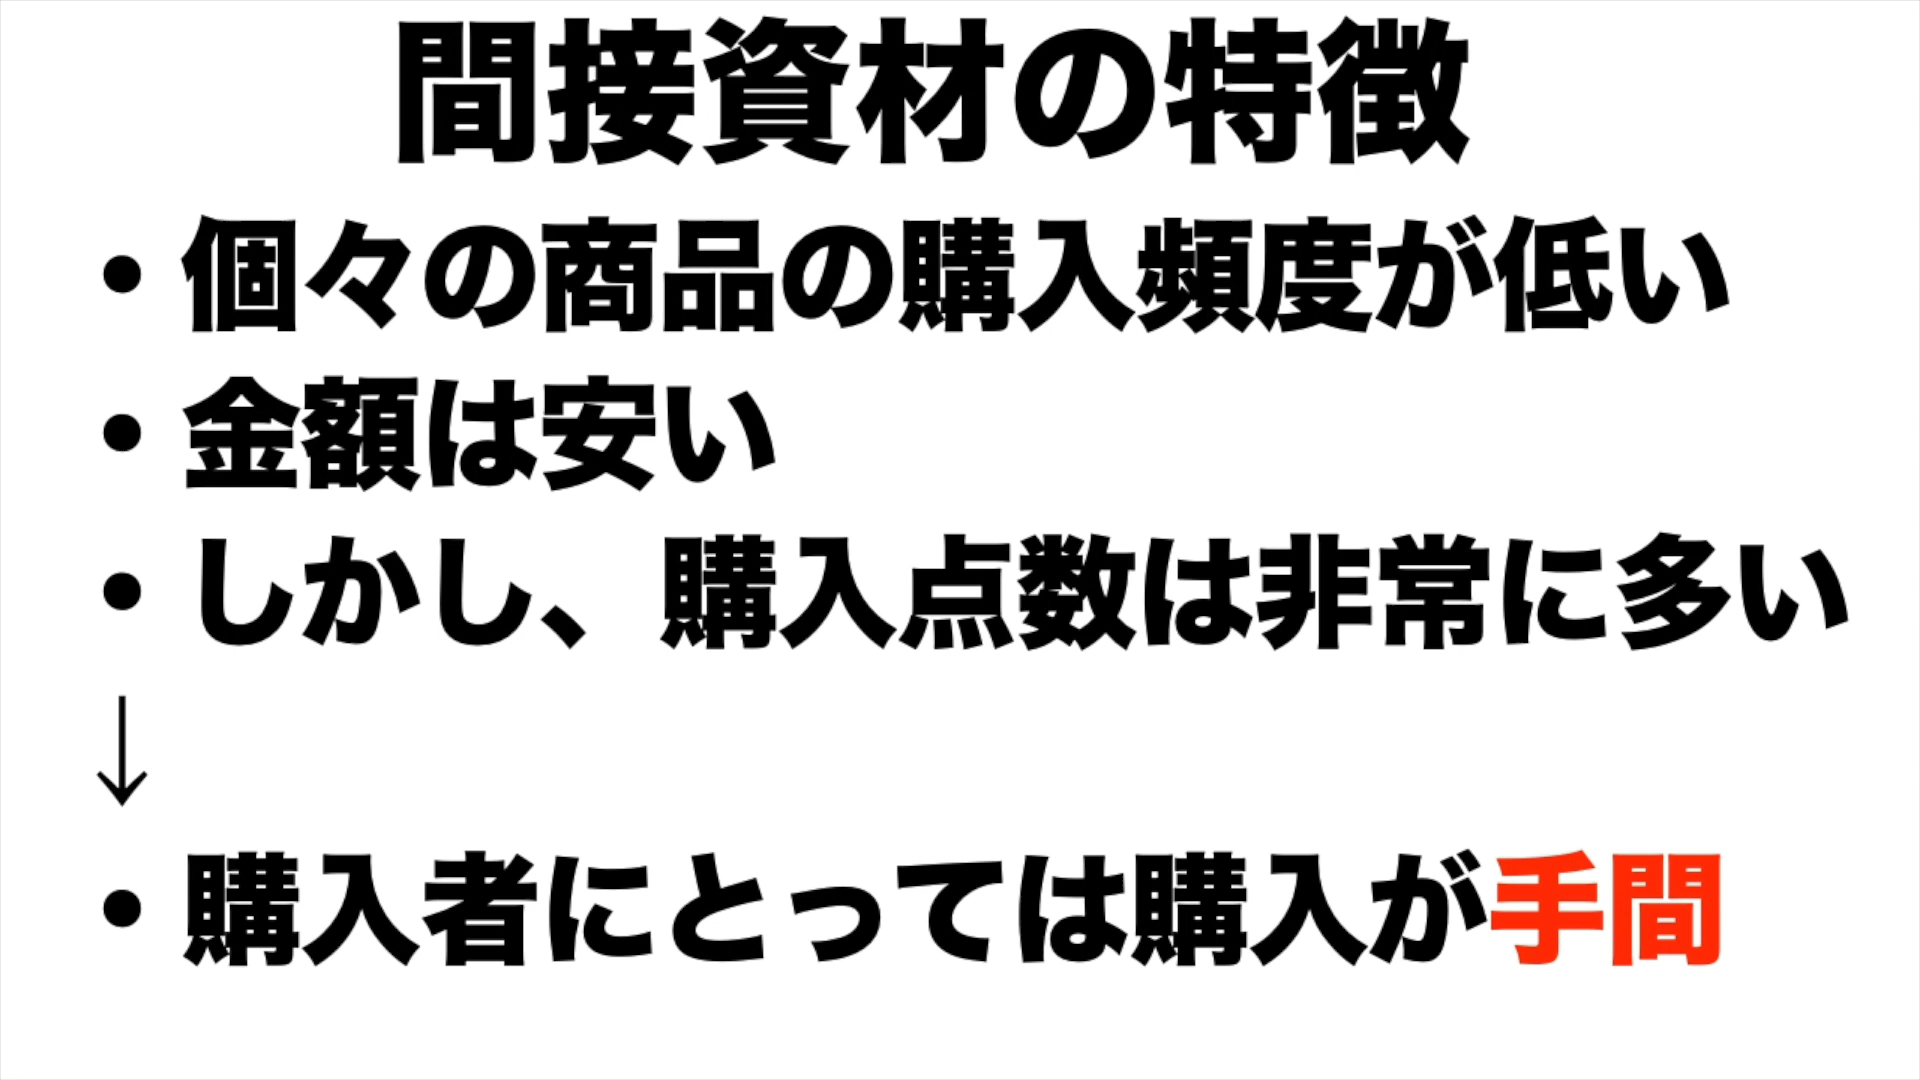 間接資材の特徴
・個々の商品の購入頻度が低い
・金額は安い
・しかし、購入点数は非常に多い
↓
・購入者にとっては購入が手間